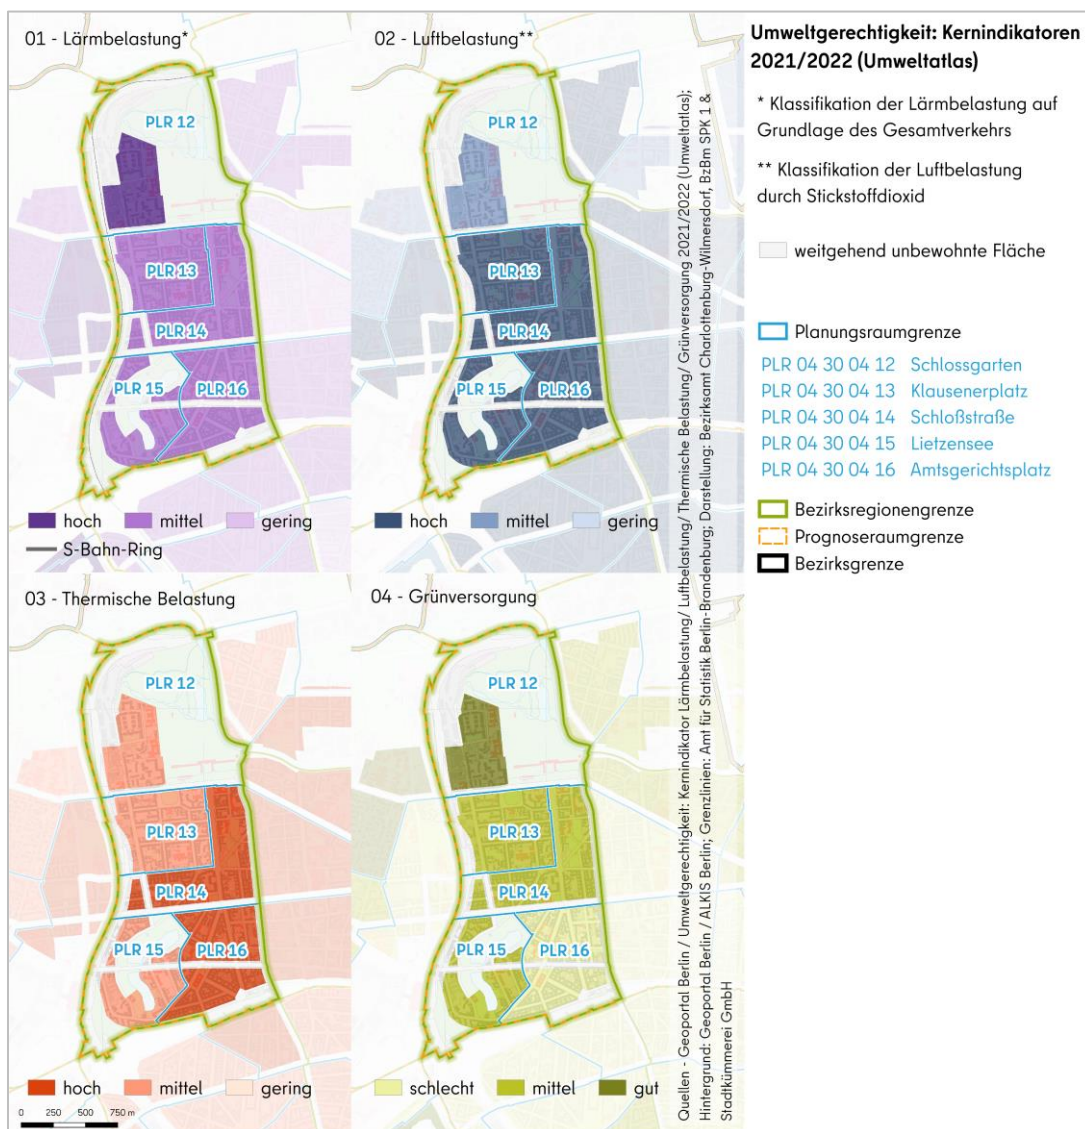 01 - Lärmbelastung*
PLR 12
PLR 13
PLR 14
PLR 15
PLR 16
hoch
mittel
gering
S-Bahn-Ring
02 - Luftbelastung**
PLR 12
PLR 13
PLR 14
PLR 15
PLR 16
hoch
mittel
gering
03 - Thermische Belastung
PLR 12
PLR 13
PLR 14
PLR 15
PLR 16
hoch
mittel
gering
0 250 500 750 m
04 - Grünversorgung
PLR 12
PLR 13
PLR 14
PLR 15
PLR 16
schlecht
mittel
gut
Quellen - Geoportal Berlin / Umweltgerechtigkeit: Kernindikator Lärmbelastung/ Luftbelastung/ Thermische Belastung/ Grünversorgung 2021/2022 (Umweltatlas);
Hintergrund: Geoportal Berlin / ALKIS Berlin; Grenzlinien: Amt für Statistik Berlin-Brandenburg; Darstellung: Bezirksamt Charlottenburg-Wilmersdorf, BzBm SPK 1 &
Stadtkümmerei GmbH
Umweltgerechtigkeit: Kernindikatoren
2021/2022 (Umweltatlas)
* Klassifikation der Lärmbelastung auf
Grundlage des Gesamtverkehrs
** Klassifikation der Luftbelastung
durch Stickstoffdioxid
weitgehend unbewohnte Fläche
Planungsraumgrenze
PLR 04 30 04 12 Schlossgarten
PLR 04 30 04 13 Klausenerplatz
PLR 04 30 04 14 Schloßstraße
PLR 04 30 04 15 Lietzensee
PLR 04 30 04 16 Amtsgerichtsplatz
Bezirksregionengrenze
Prognoseraumgrenze
Bezirksgrenze